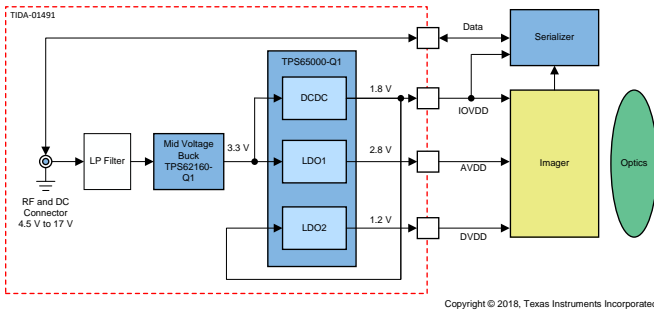 TIDA-01491
Data
Serializer
TPS65000-Q1
DCDC
1.8 V
IOVDD
LP Filter
Mid Voltage
Buck
TPS62160-
Q1
3.3 V
LDO1
2.8 V
AVDD
Imager
Optics
RF and DC
Connector
4.5 V to 17 V
LDO2
1.2 V
DVDD
Copyright © 2018, Texas Instruments Incorporated